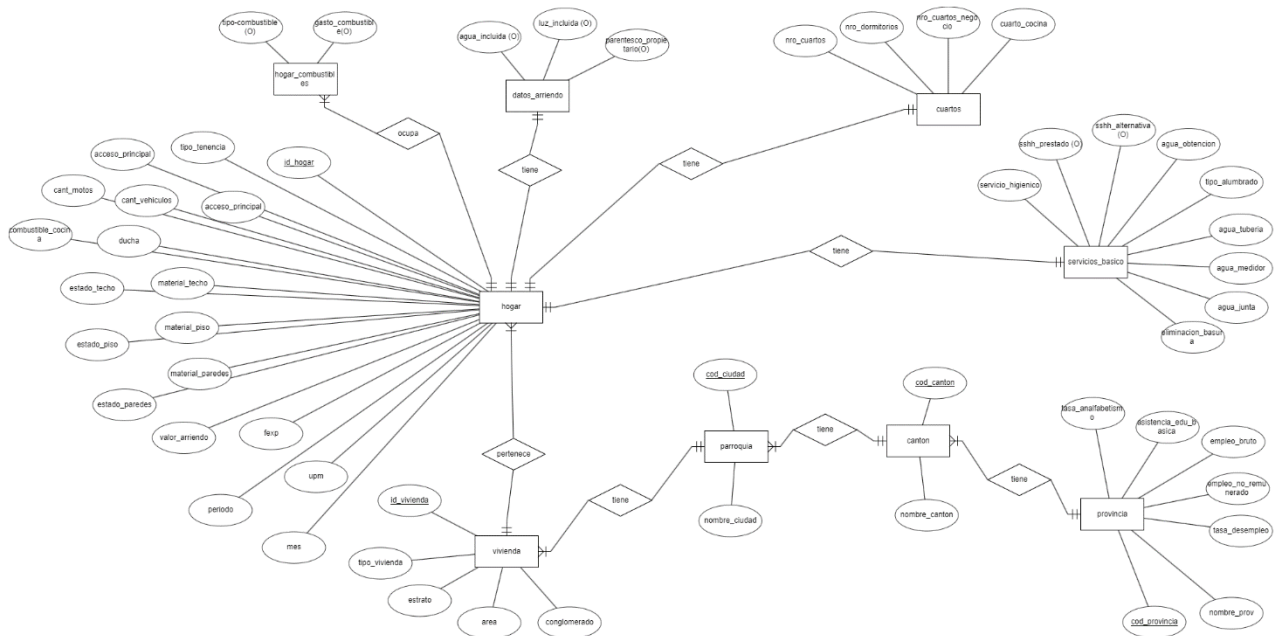 tipo-combustible
(O)
gasto_combustibl
e(O)
hogar_combustibl
es
ocupa
agua_incluida (O)
luz_incluida (O)
parentesco_propie
tario(O)
datos_arriendo
tiene
nro_cuartos
nro_dormitorios
nro_cuartos_nego
cio
cuarto_cocina
cuartos
tiene
servicio_higienico
sshh_prestado (O)
sshh_alternativa
(O)
agua_obtencion
tipo_alumbrado
agua_tuberia
agua_medidor
agua_junta
eliminacion_basur
a
servicios_basico
tiene
acceso_principal
tipo_tenencia
id_hogar
cant_motos
cant_vehiculos
acceso_principal
combustible_cocin
a
ducha
estado_techo
material_techo
hogar
material_piso
estado_piso
material_paredes
estado_paredes
valor_arriendo
fexp
upm
periodo
mes
pertenece
id_vivienda
tipo_vivienda
estrato
area
conglomerado
vivienda
tiene
cod_ciudad
parroquia
nombre_ciudad
tiene
cod_canton
canton
nombre_canton
tiene
tasa_analfabetism
o
asistencia_edu_b
asica
empleo_bruto
empleo_no_remu
nerado
tasa_desempleo
provincia
cod_provincia
nombre_prov